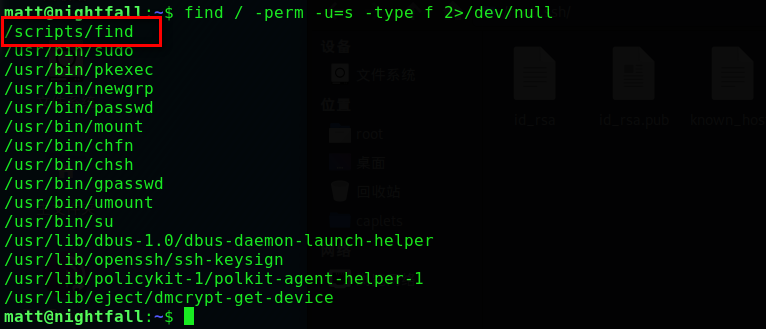 matt@nightfall:~$ find / -perm -u=s -type f 2>/dev/null
/scripts/find
/usr/bin/sudo
/usr/bin/pkexec
/usr/bin/newgrp
/usr/bin/passwd
/usr/bin/mount
/usr/bin/chfn
/usr/bin/chsh
/usr/bin/gpasswd
/usr/bin/umount
/usr/bin/su
/usr/lib/dbus-1.0/dbus-daemon-launch-helper
/usr/lib/openssh/ssh-keysign
/usr/lib/policykit-1/polkit-agent-helper-1
/usr/lib/eject/dmcrypt-get-device
matt@nightfall:~$
设备
文件系统
位置
root
桌面
回收站
caplets
id_rsa
id_rsa.pub